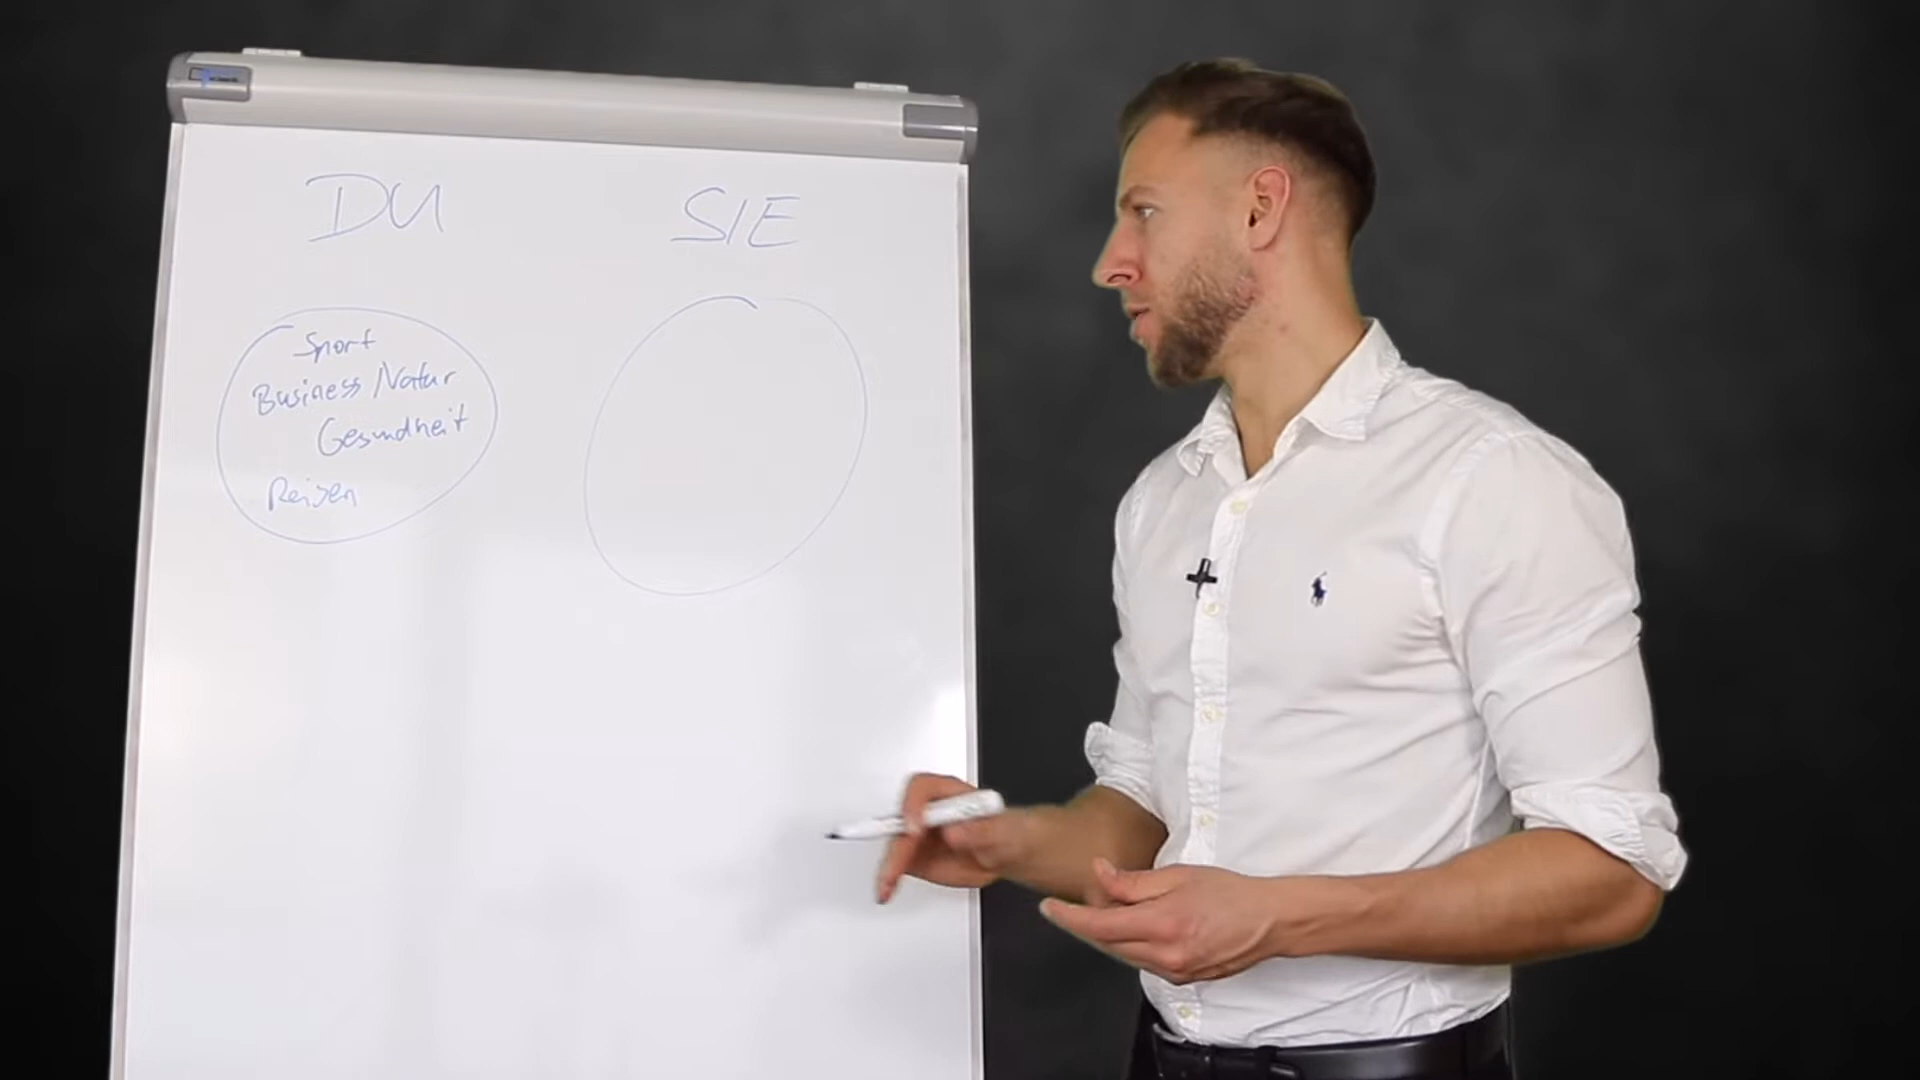 DU
SIE
Sport
Business / Natur
Gesundheit
Reisen